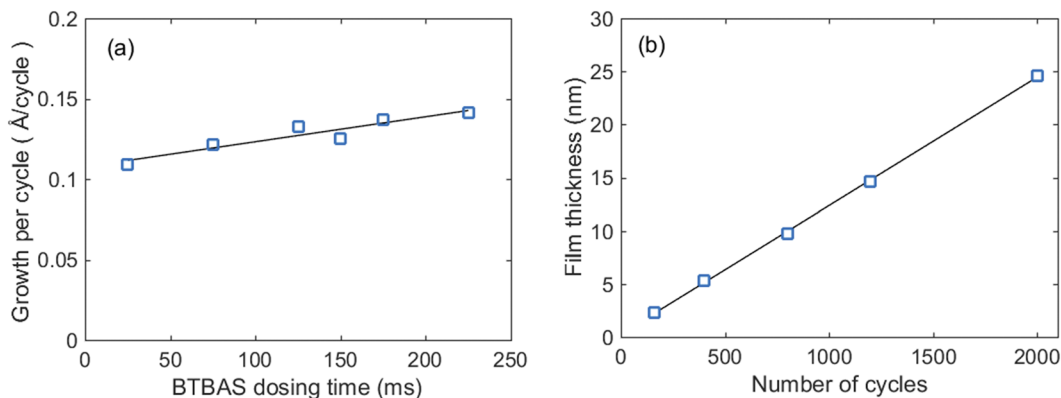 (a)
Growth per cycle ( Å/cycle )
0.2
0.15
0.1
0.05
0
0 50 100 150 200 250
BTBAS dosing time (ms)
(b)
Film thickness (nm)
30
25
20
15
10
5
0
0 500 1000 1500 2000
Number of cycles